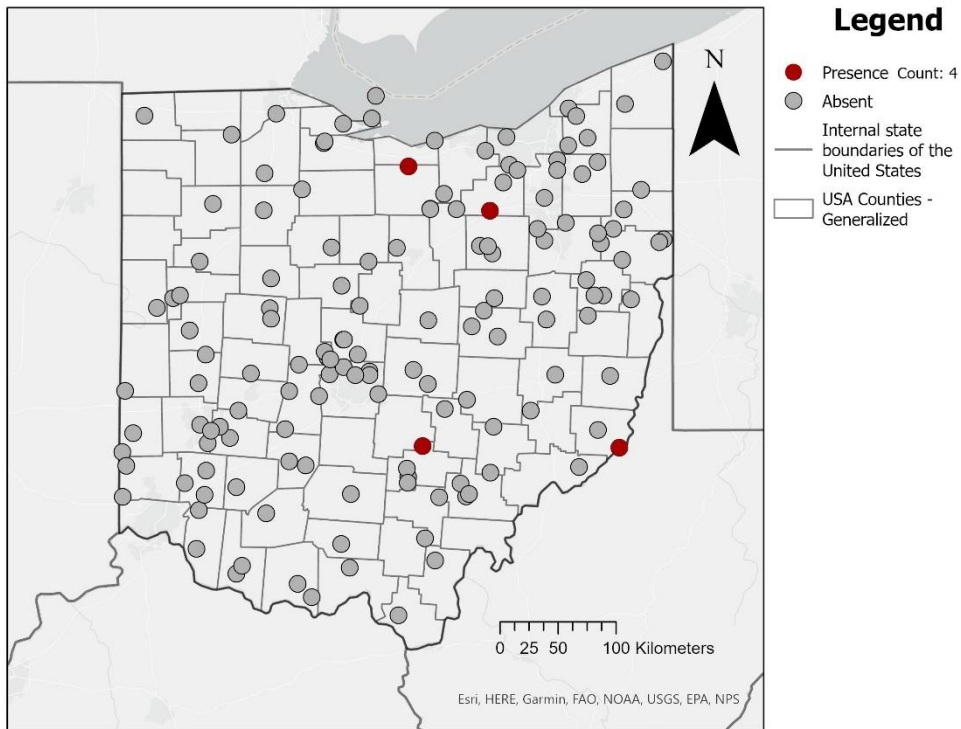 Legend
N
Presence Count: 4
Absent
Internal state
boundaries of the
United States
USA Counties -
Generalized
0 25 50 100 Kilometers
Esri, HERE, Garmin, FAO, NOAA, USGS, EPA, NPS